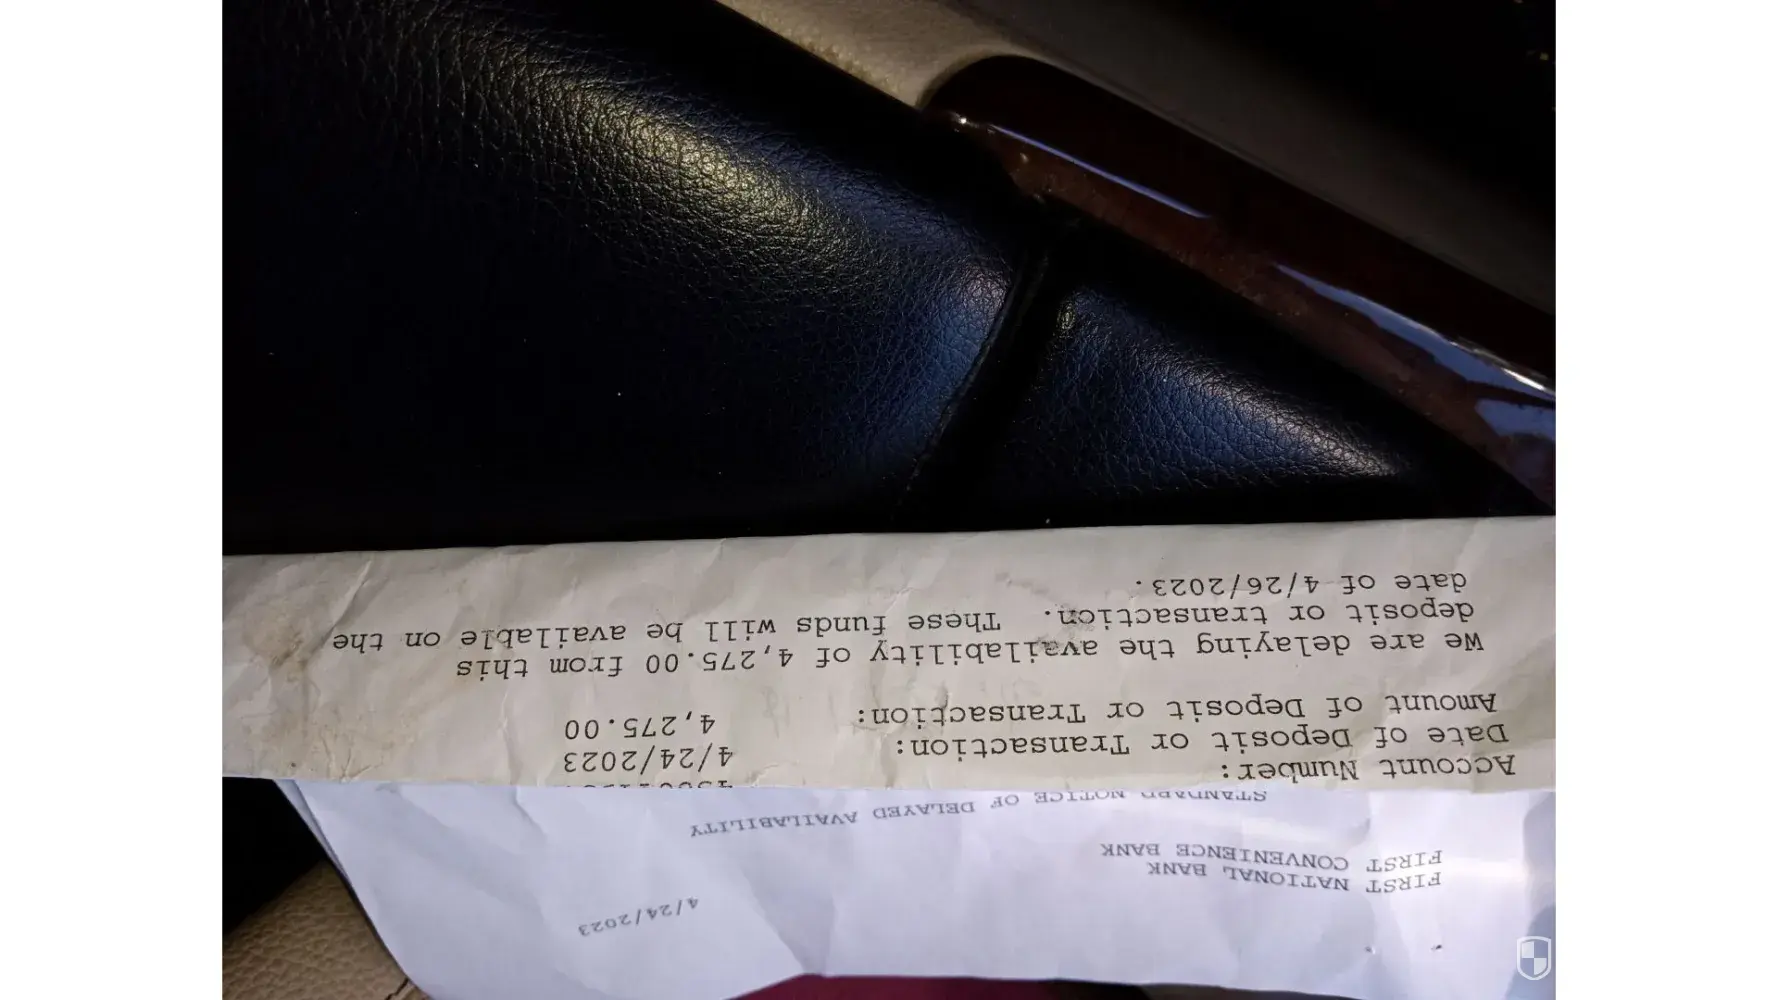 4/24/2023
FIRST NATIONAL BANK
FIRST CONVENIENCE BANK
STANDARD NOTICE OF DELAYED AVAILABILITY
Account Number:
Date of Deposit or Transaction: 4/24/2023
Amount of Deposit or Transaction: 4,275.00
We are delaying the availability of 4,275.00 from this
deposit or transaction. These funds will be available on the
date of 4/26/2023.